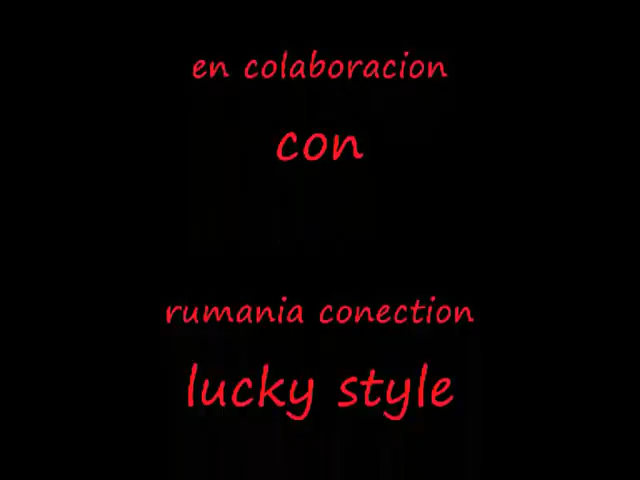 en colaboracion
con
rumania conection
lucky style